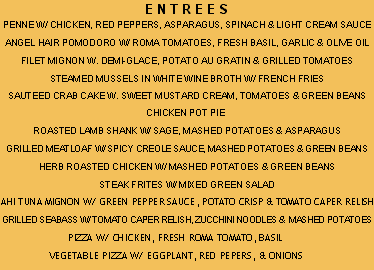 ENTREES
PENNE W/ CHICKEN, RED PEPPERS, ASPARAGUS, SPINACH & LIGHT CREAM SAUCE
ANGEL HAIR POMODORO W/ ROMA TOMATOES, FRESH BASIL, GARLIC & OLIVE OIL
FILET MIGNON W. DEMI-GLACE, POTATO AU GRATIN & GRILLED TOMATOES
STEAMED MUSSELS IN WHITE WINE BROTH W/ FRENCH FRIES
SAUTEED CRAB CAKE W. SWEET MUSTARD CREAM, TOMATOES & GREEN BEANS
CHICKEN POT PIE
ROASTED LAMB SHANK W/ SAGE, MASHED POTATOES & ASPARAGUS
GRILLED MEATLOAF W/ SPICY CREOLE SAUCE, MASHED POTATOES & GREEN BEANS
HERB ROASTED CHICKEN W/ MASHED POTATOES & GREEN BEANS
STEAK FRITES W/ MIXED GREEN SALAD
AHI TUNA MIGNON W/ GREEN PEPPER SAUCE, POTATO CRISP & TOMATO CAPER RELISH
GRILLED SEABASS W/ TOMATO CAPER RELISH, ZUCCHINI NOODLES & MASHED POTATOES
PIZZA W/ CHICKEN, FRESH ROMA TOMATO, BASIL
VEGETABLE PIZZA W/ EGGPLANT, RED PEPERS, & ONIONS